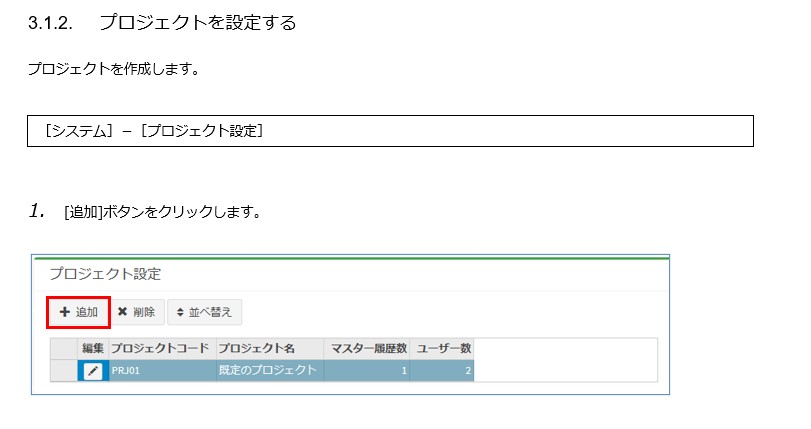 3.1.2. プロジェクトを設定する
プロジェクトを作成します。
［システム］–［プロジェクト設定］
1. [追加]ボタンをクリックします。
プロジェクト設定
追加 削除 並べ替え
編集 プロジェクトコード プロジェクト名 マスター履歴数 ユーザー数
PRJ01 既定のプロジェクト 1 2